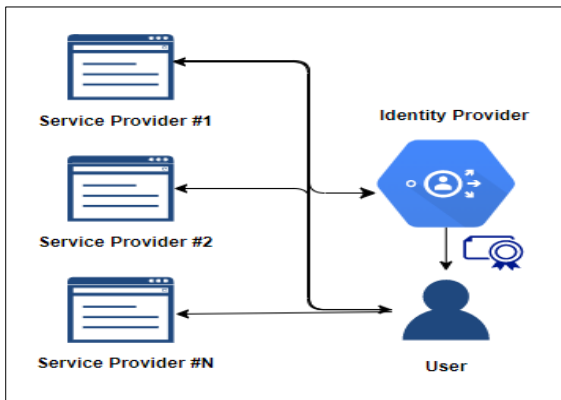 Service Provider #1
Identity Provider
Service Provider #2
Service Provider #N
User